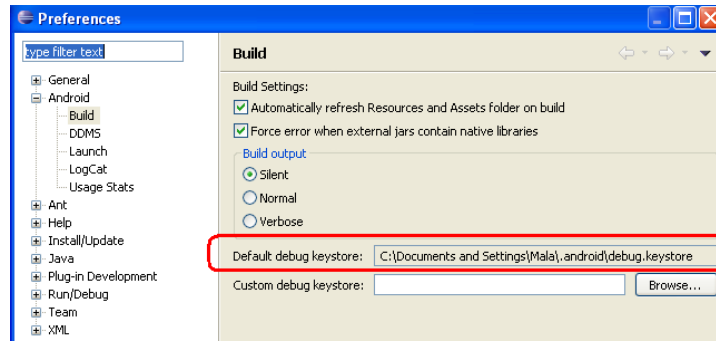 Preferences
type filter text
General
Android
Build
DDMS
Launch
LogCat
Usage Stats
Ant
Help
Install/Update
Java
Plug-in Development
Run/Debug
Team
XML
Build
Build Settings:
Automatically refresh Resources and Assets folder on build
Force error when external jars contain native libraries
Build output
Silent
Normal
Verbose
Default debug keystore: C:\Documents and Settings\Mala\.android\debug.keystore
Custom debug keystore: Browse...